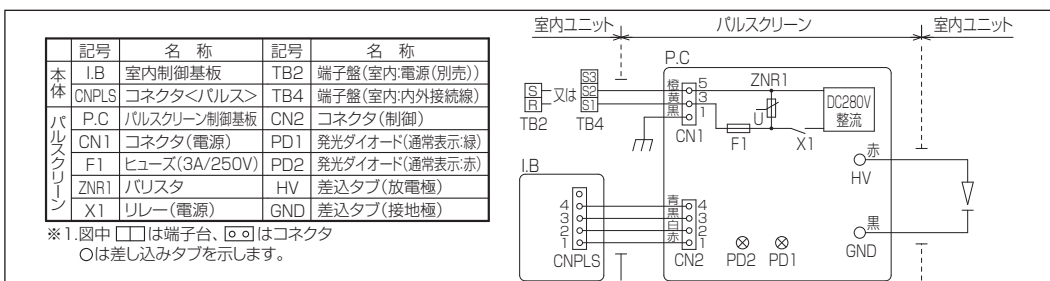 記号 名 称 記号 名 称
本体
I.B 室内制御基板 TB2 端子盤(室内:電源(別売))
CNPLS コネクタ<パルス> TB4 端子盤(室内:内外接続線)
パルスクリーン
P.C パルスクリーン制御基板 CN2 コネクタ(制御)
CN1 コネクタ(電源) PD1 発光ダイオード(通常表示:緑)
F1 ヒューズ(3A/250V) PD2 発光ダイオード(通常表示:赤)
ZNR1 バリスタ HV 差込タブ(放電極)
X1 リレー(電源) GND 差込タブ(接地極)
※1.図中 は端子台、 はコネクタ
○は差し込みタブを示します。
室内ユニット パルスクリーン 室内ユニット
P.C
S 又は S3
R S2
S1
TB2 TB4
橙 5
黄 3
黒 1
CN1
ZNR1
U
F1 X1
DC280V
整流
赤
HV
黒
GND
I.B
4
3
2
1
CNPLS
青 4
黒 3
白 2
赤 1
CN2 PD2 PD1